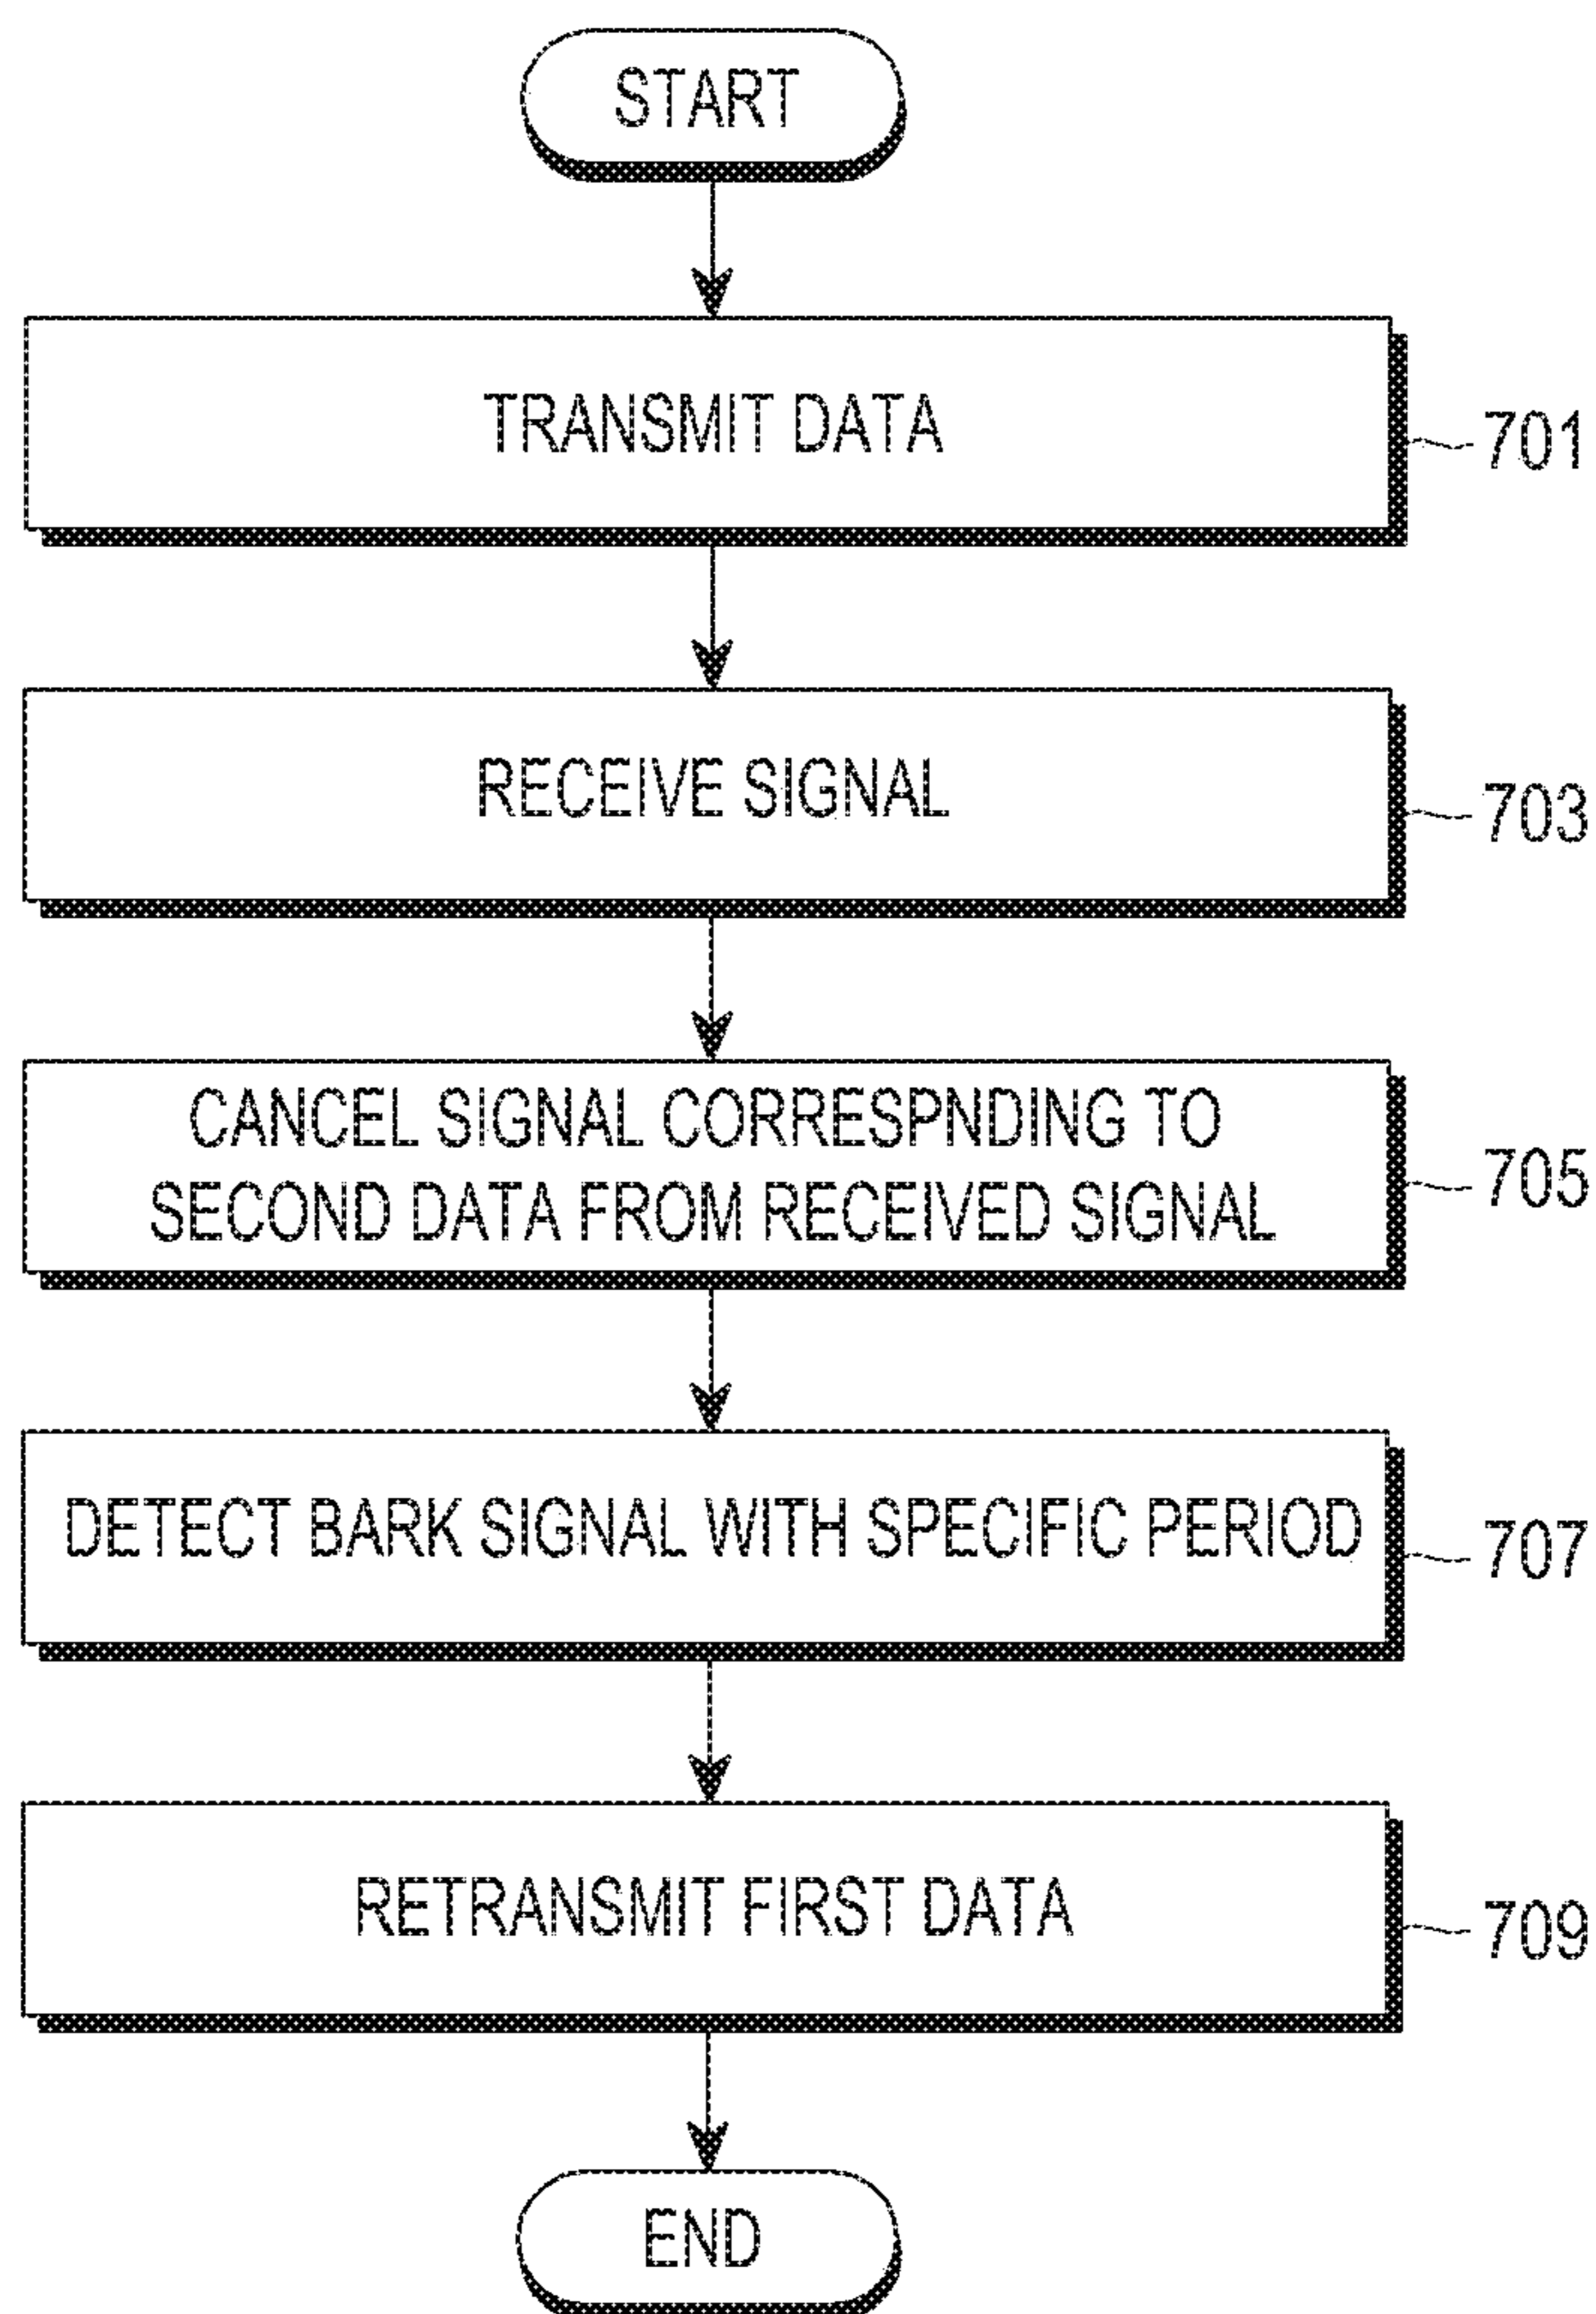 START
TRANSMIT DATA
701
RECEIVE SIGNAL
703
CANCEL SIGNAL CORRESPNDING TO
SECOND DATA FROM RECEIVED SIGNAL
705
DETECT BARK SIGNAL WITH SPECIFIC PERIOD
707
RETRANSMIT FIRST DATA
709
END